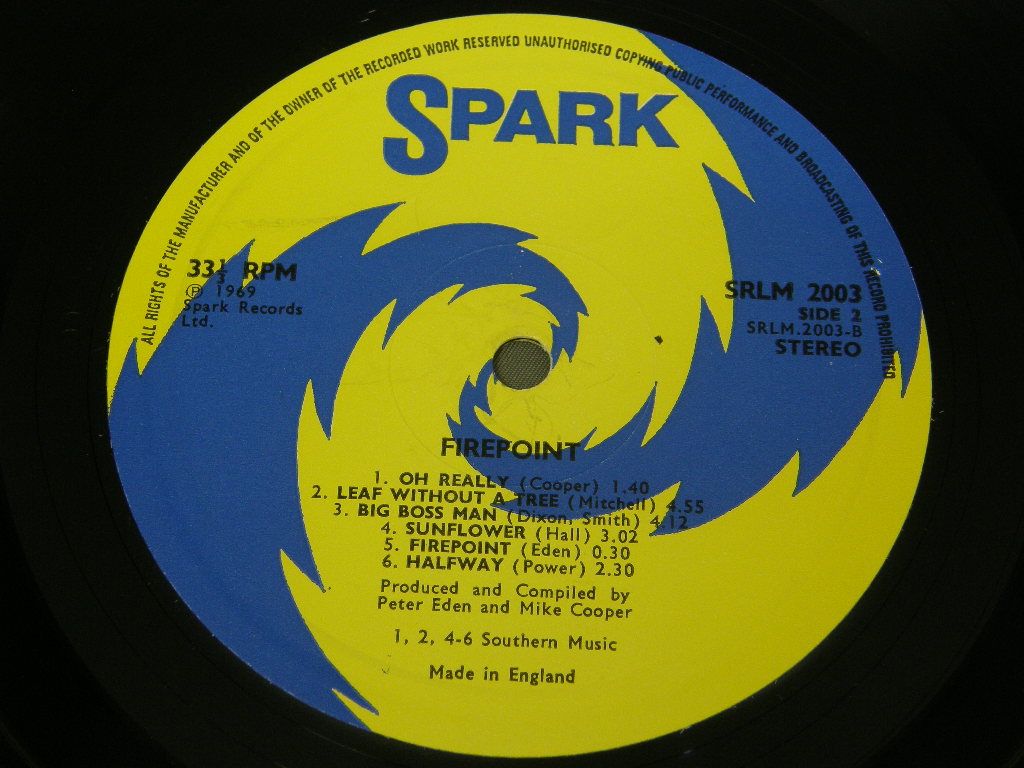 ALL RIGHTS OF THE MANUFACTURER AND OF THE OWNER OF THE RECORDED WORK RESERVED UNAUTHORISED COPYING PUBLIC PERFORMANCE AND BROADCASTING OF THIS RECORD PROHIBITED
SPARK
33⅓ RPM
℗ 1969
Spark Records
Ltd.
SRLM 2003
SIDE 2
SRLM.2003-B
STEREO
FIREPOINT
1. OH REALLY (Cooper) 1.40
2. LEAF WITHOUT A TREE (Mitchell) 4.55
3. BIG BOSS MAN (Dixon, Smith) 4.12
4. SUNFLOWER (Hall) 3.02
5. FIREPOINT (Eden) 0.30
6. HALFWAY (Power) 2.30
Produced and Compiled by
Peter Eden and Mike Cooper
1, 2, 4-6 Southern Music
Made in England